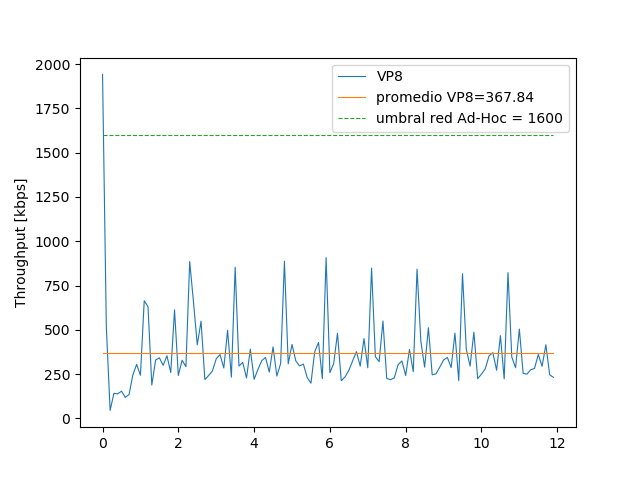 VP8
promedio VP8=367.84
umbral red Ad-Hoc = 1600
Throughput [kbps]
2000
1750
1500
1250
1000
750
500
250
0
0 2 4 6 8 10 12